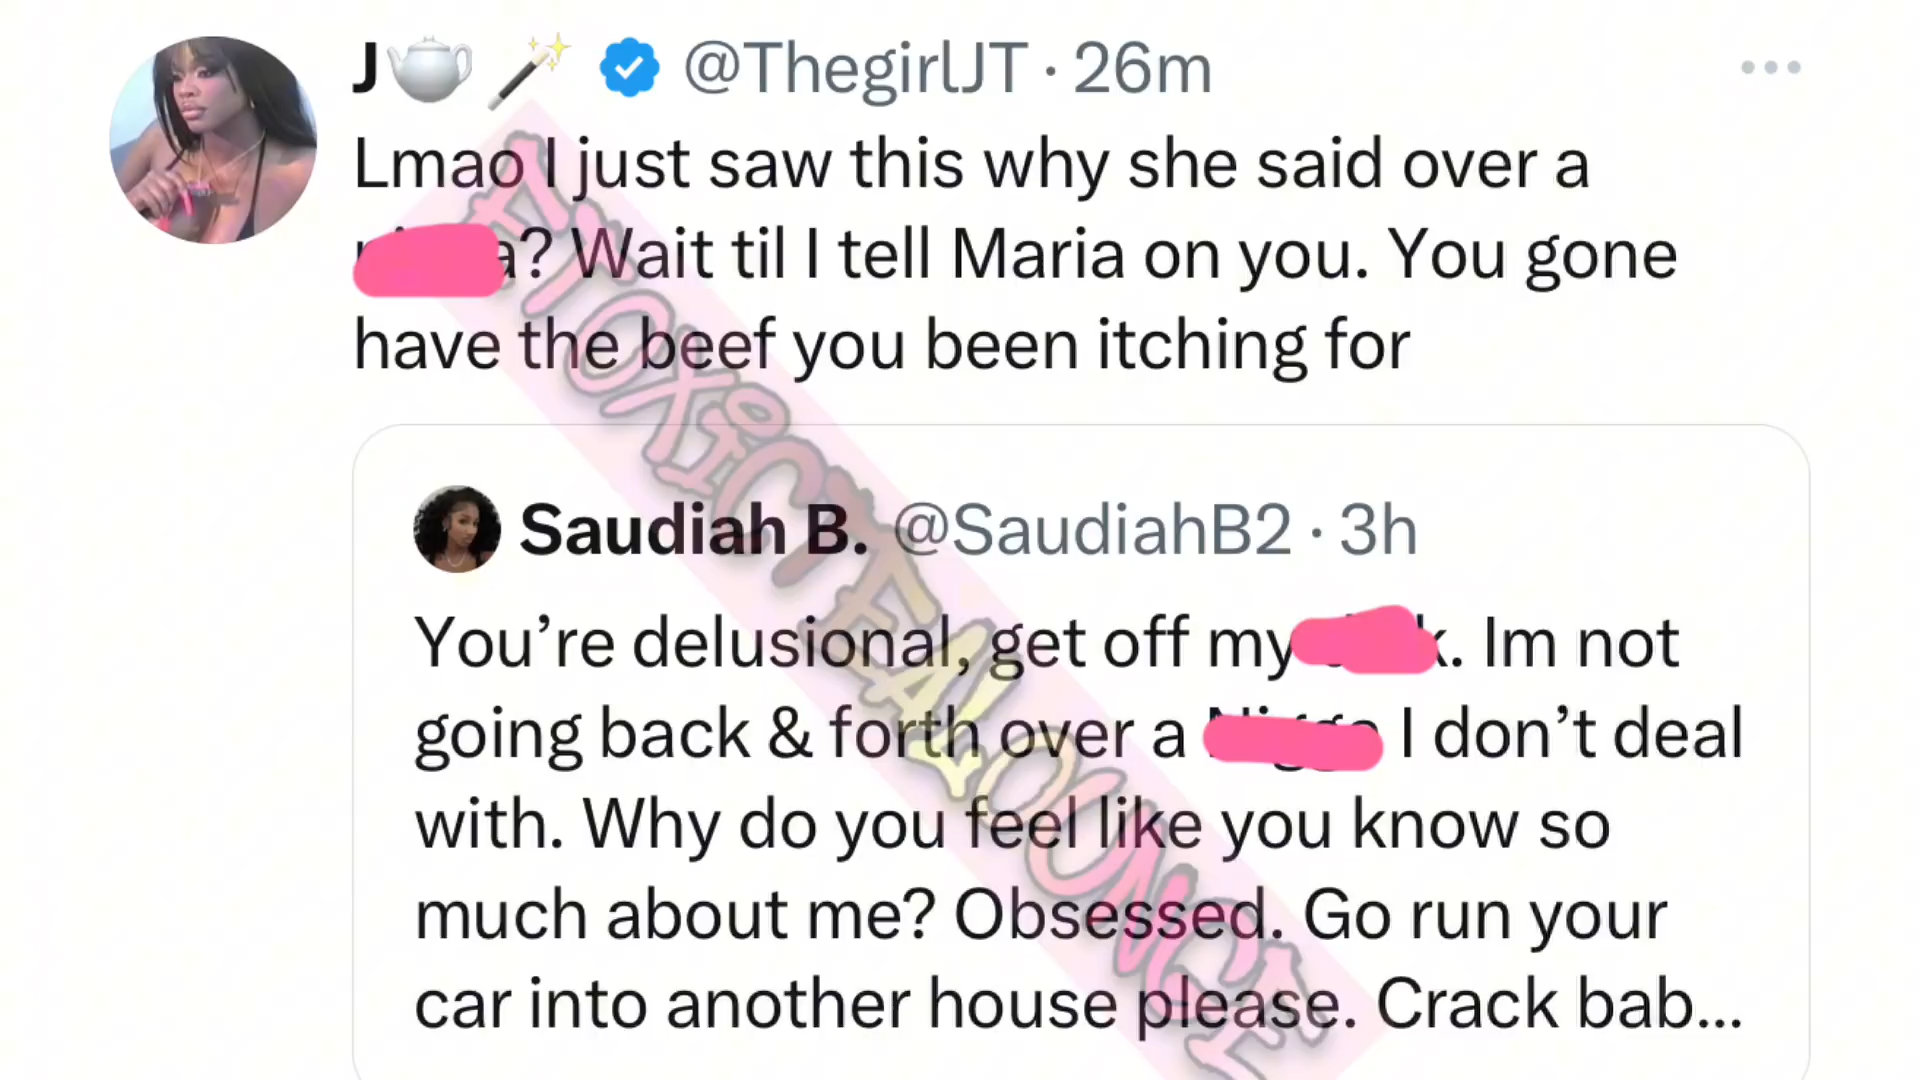 J🫖🪄 @ThegirlJT · 26m
Lmao I just saw this why she said over a
? Wait til I tell Maria on you. You gone
have the beef you been itching for
Saudiah B. @SaudiahB2 · 3h
You’re delusional, get off my . Im not
going back & forth over a I don’t deal
with. Why do you feel like you know so
much about me? Obsessed. Go run your
car into another house please. Crack bab...
ETOXICTEALOUNGE